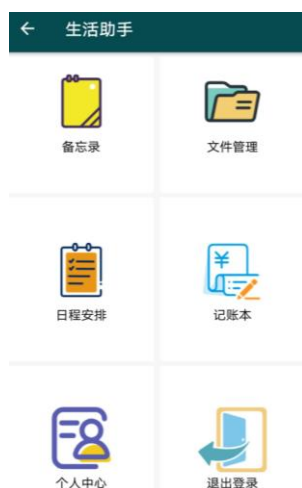 生活助手
备忘录
文件管理
日程安排
记账本
个人中心
退出登录